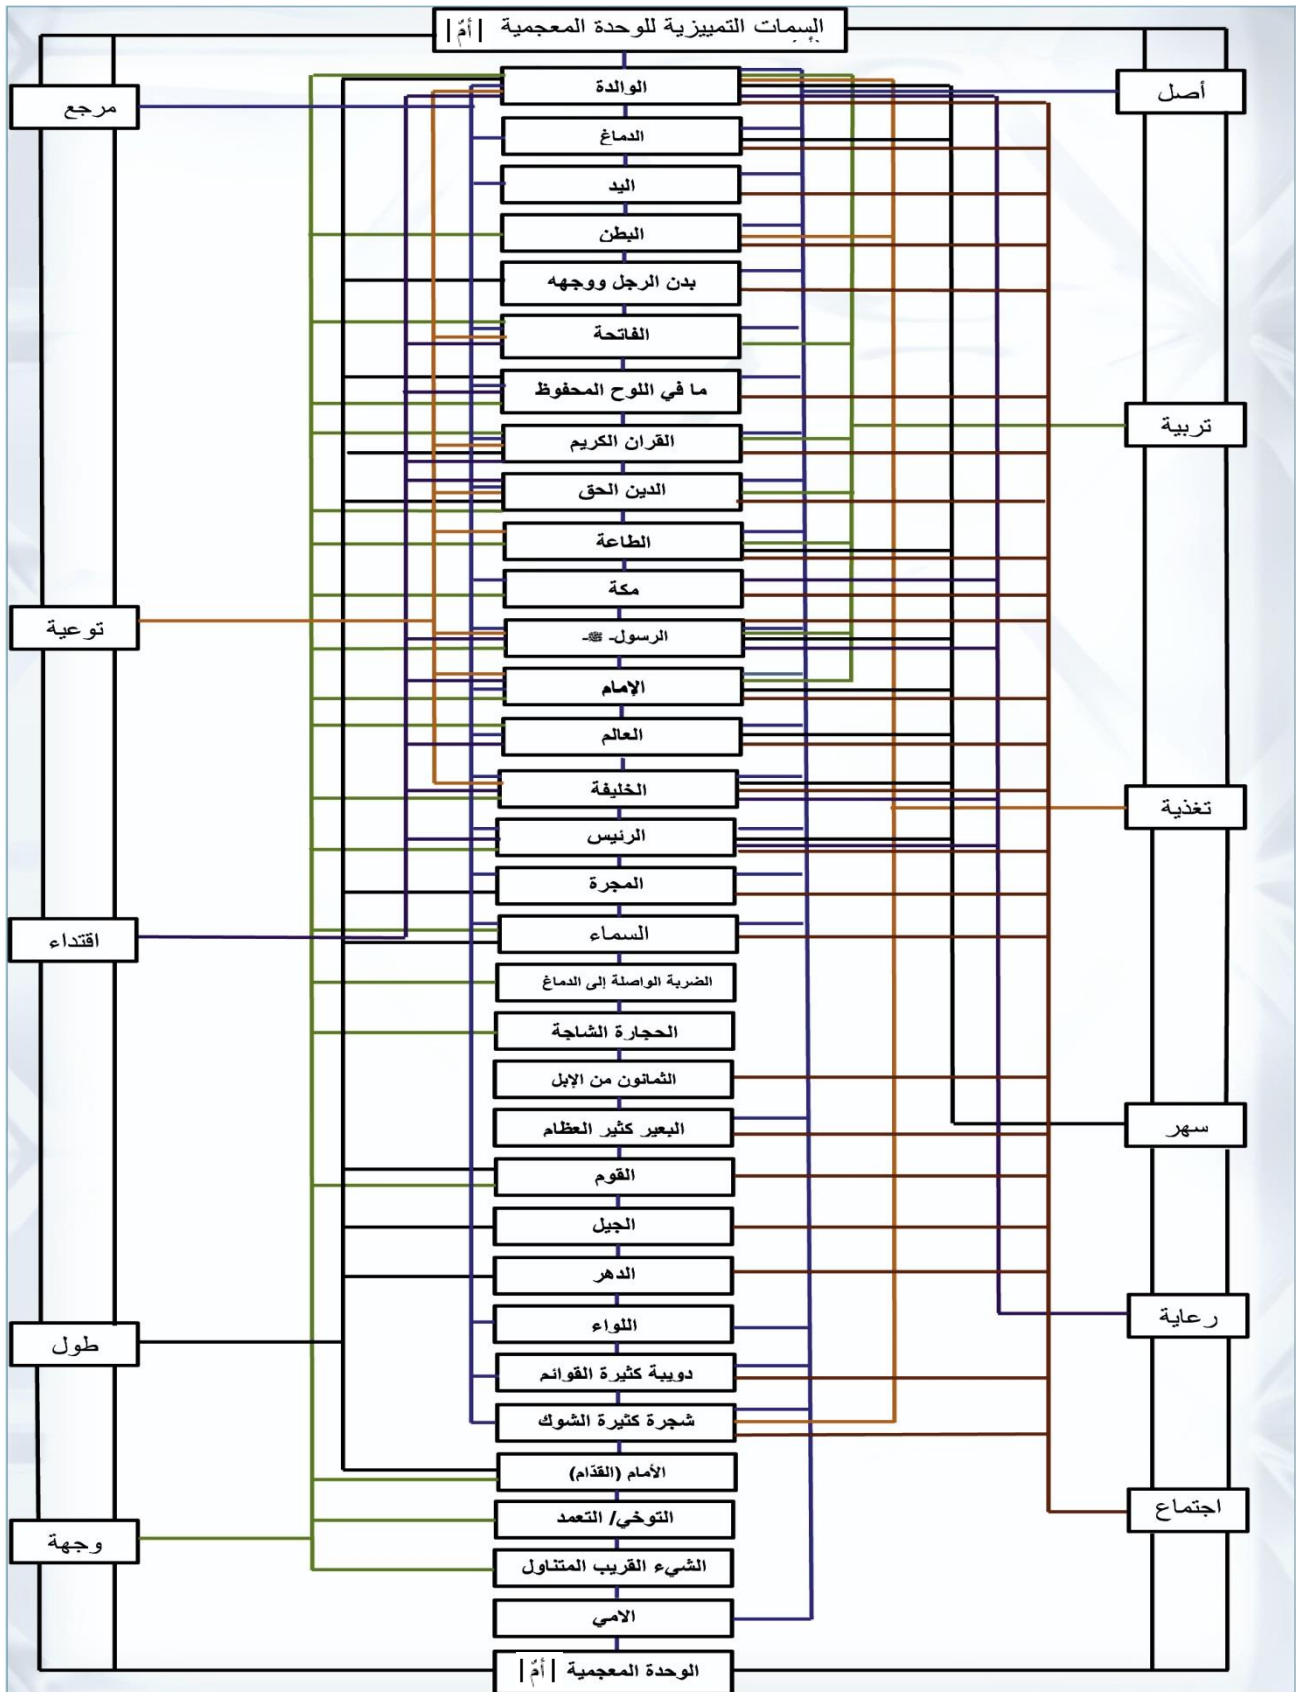 السمات التمييزية للوحدة المعجمية |أمّ|
أصل
تربية
تغذية
سهر
رعاية
اجتماع
الوالدة
الدماغ
اليد
البطن
بدن الرجل ووجهه
الفاتحة
ما في اللوح المحفوظ
القران الكريم
الدين الحق
الطاعة
مكة
الرسول- ﷺ-
الإمام
العالم
الخليفة
الرئيس
المجرة
السماء
الضربة الواصلة إلى الدماغ
الحجارة الشاجة
الثمانون من الإبل
البعير كثير العظام
القوم
الجيل
الدهر
اللواء
دويبة كثيرة القوائم
شجرة كثيرة الشوك
الأمام (القدّام)
التوخي/ التعمد
الشيء القريب المتناول
الامي
الوحدة المعجمية |أمّ|
مرجع
توعية
اقتداء
طول
وجهة